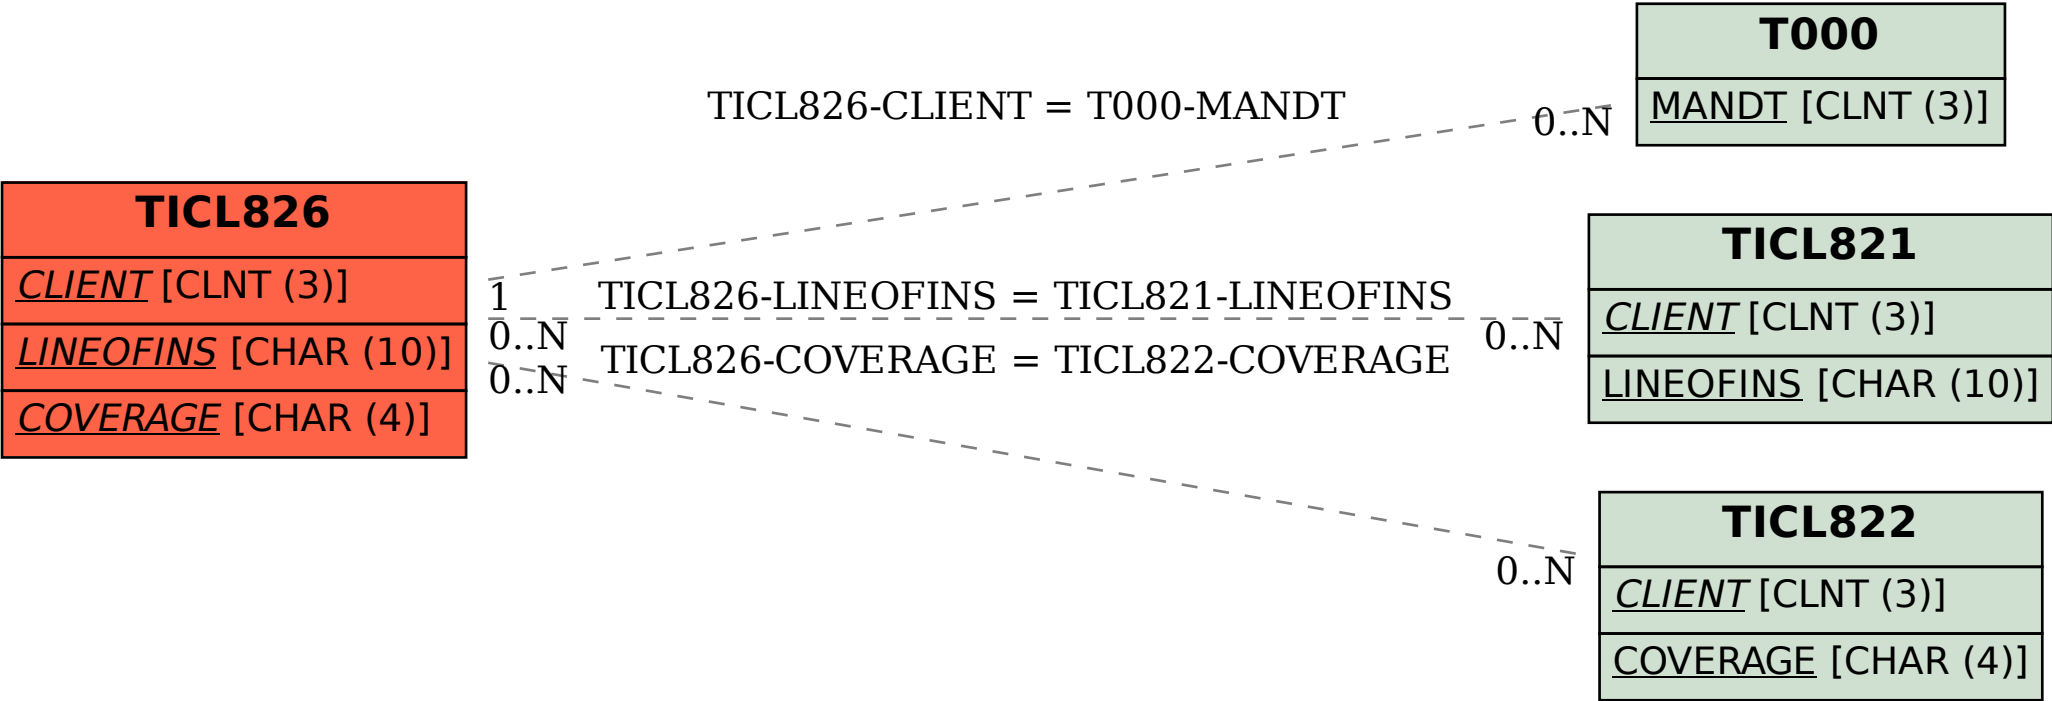 T000
MANDT [CLNT (3)]
TICL826-CLIENT = T000-MANDT
0..N
TICL826
CLIENT [CLNT (3)]
LINEOFINS [CHAR (10)]
COVERAGE [CHAR (4)]
1
TICL826-LINEOFINS = TICL821-LINEOFINS
0..N
0..N
TICL826-COVERAGE = TICL822-COVERAGE
0..N
0..N
TICL821
CLIENT [CLNT (3)]
LINEOFINS [CHAR (10)]
TICL822
CLIENT [CLNT (3)]
COVERAGE [CHAR (4)]